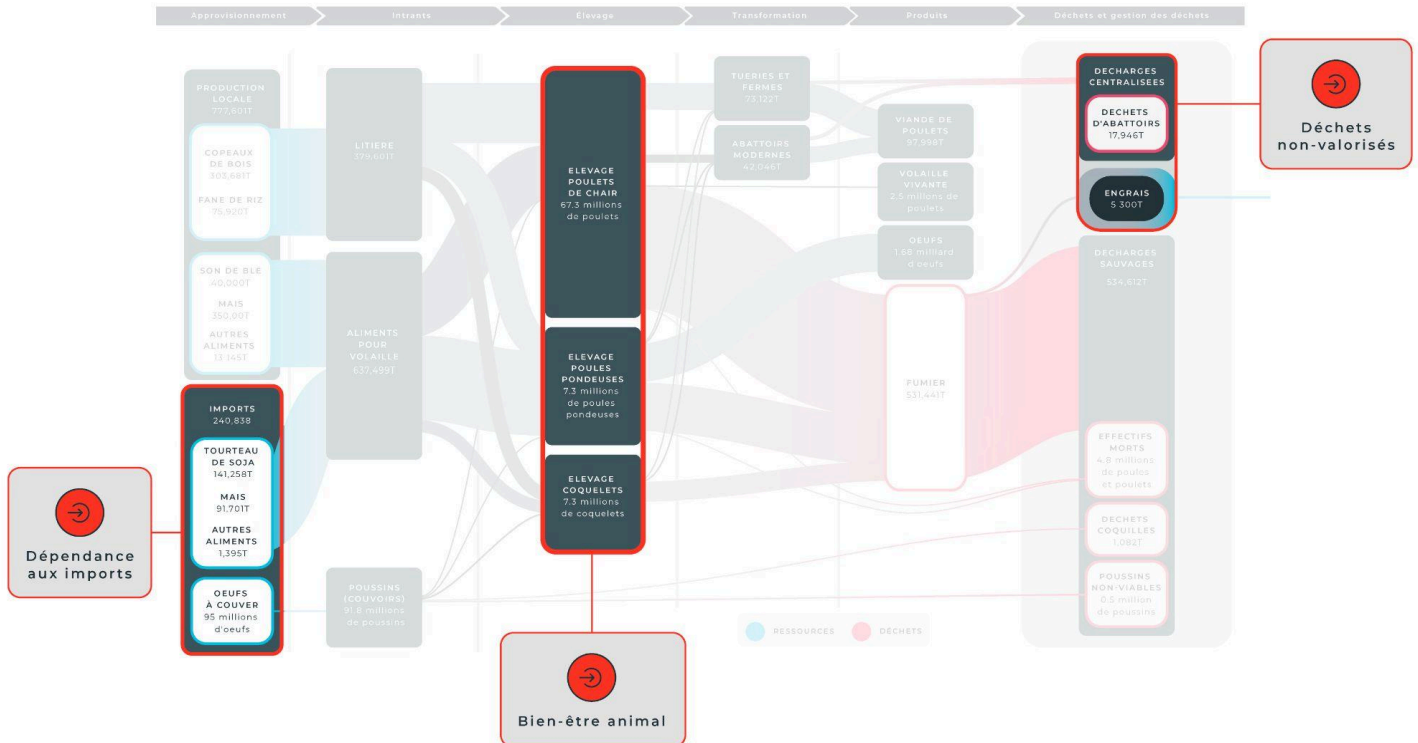 Approvisionnement
Intrants
Elevage
Transformation
Produits
Déchets et gestion des déchets
PRODUCTION
LOCALE
777,801T
COPEAUX
DE BOIS
303,681T
FANE DE RIZ
75,920T
SON DE BLE
40,000T
MAIS
350,00T
AUTRES
ALIMENTS
13,145T
IMPORTS
240,838
TOURTEAU
DE SOJA
141,258T
MAIS
91,701T
AUTRES
ALIMENTS
1,395T
OEUFS
À COUVER
95 millions
d'oeufs
Dépendance
aux imports
LITIERE
379,601T
ALIMENTS
POUR
VOLAILLE
637,499T
POUSSINS
(COUVOIRS)
91.8 millions
de poussins
ELEVAGE
POULETS
DE CHAIR
67.3 millions
de poulets
ELEVAGE
POULES
PONDEUSES
7.3 millions
de poules
pondeuses
ELEVAGE
COQUELETS
7.3 millions
de coquelets
Bien-être animal
TUERIES ET
FERMES
73,122T
ABATTOIRS
MODERNES
42,046T
VIANDE DE
POULETS
97,998T
VOLAILLE
VIVANTE
2.5 millions de
poulets
OEUFS
1.68 milliard
d'oeufs
FUMIER
531,441T
RESSOURCES
DÉCHETS
DECHARGES
CENTRALISEES
DECHETS
D'ABATTOIRS
17,946T
ENGRAIS
5 300T
DECHARGES
SAUVAGES
534,612T
EFFECTIFS
MORTS
4.8 millions
de poules
et poulets
DECHETS
COQUILLES
1,082T
POUSSINS
NON-VIABLES
0.5 million
de poussins
Déchets
non-valorisés